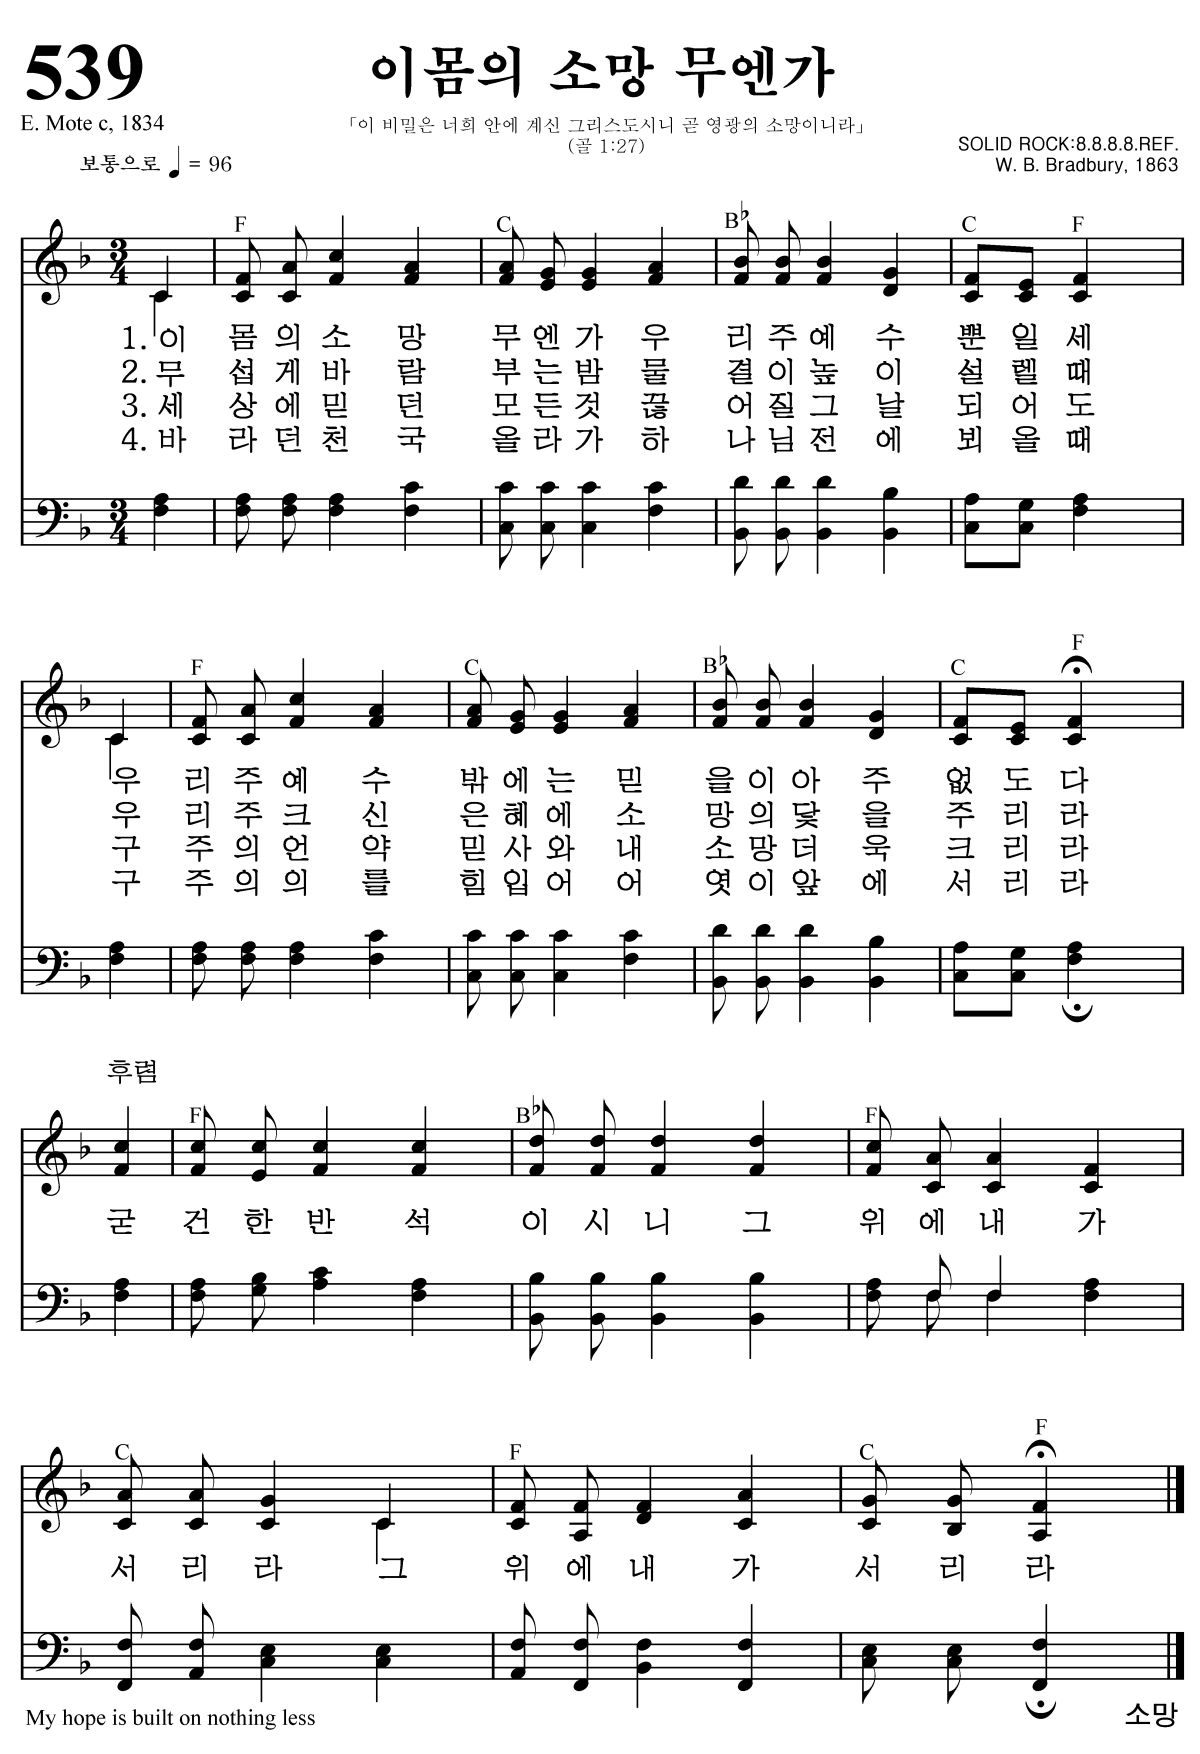 539
이몸의 소망 무엔가
E. Mote c, 1834
「이 비밀은 너희 안에 계신 그리스도시니 곧 영광의 소망이니라」
(골 1:27)
SOLID ROCK:8.8.8.8.REF.
보통으로 ♩ = 96
W. B. Bradbury, 1863
F C B♭ C F
3 4
1. 이 몸 의 소 망 무 엔 가 우 리 주 예 수 뿐 일 세
2. 무 섭 게 바 람 부 는 밤 물 결 이 높 이 설 렐 때
3. 세 상 에 믿 던 모 든 것 끊 어 질 그 날 되 어 도
4. 바 라 던 천 국 올 라 가 하 나 님 전 에 뵈 올 때
3 4
F C B♭ C F
우 리 주 예 수 밖 에 는 믿 을 이 아 주 없 도 다
우 리 주 크 신 은 혜 에 소 망 의 닻 을 주 리 라
구 주 의 언 약 믿 사 와 내 소 망 더 욱 크 리 라
구 주 의 의 를 힘 입 어 어 엿 이 앞 에 서 리 라
후렴
F B♭ F
굳 건 한 반 석 이 시 니 그 위 에 내 가
C F C F
서 리 라 그 위 에 내 가 서 리 라
My hope is built on nothing less
소망